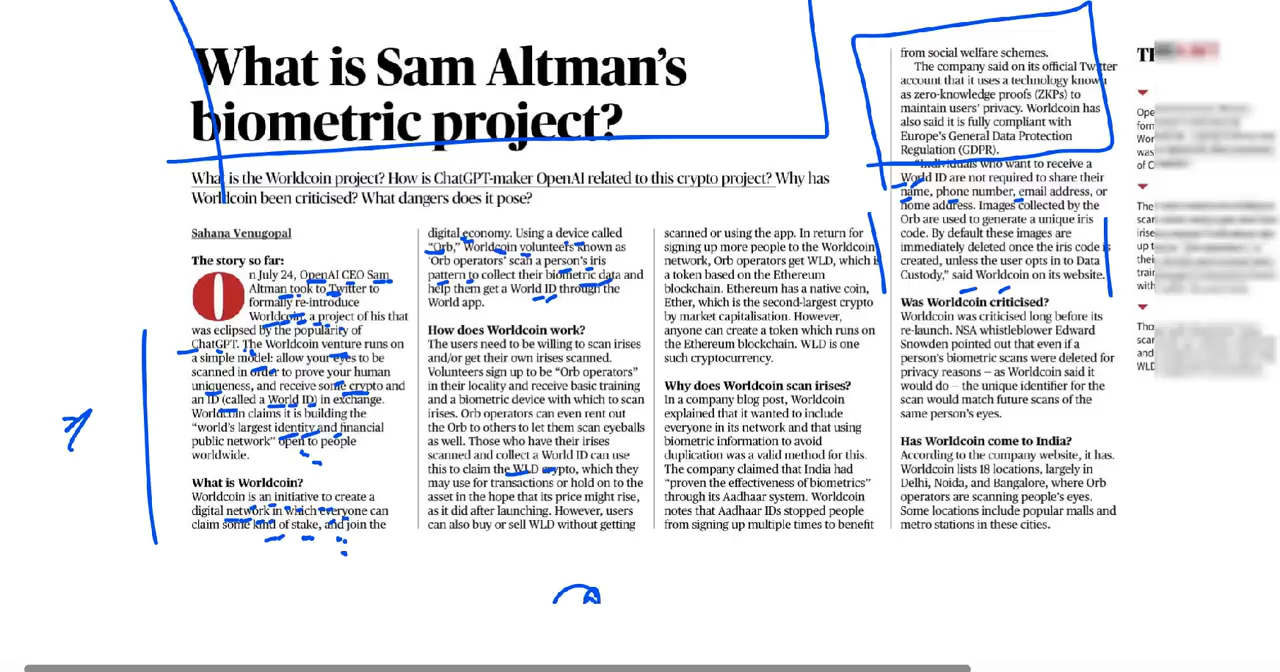 What is Sam Altman's
biometric project?
What is the Worldcoin project? How is ChatGPT-maker OpenAI related to this crypto project? Why has
Worldcoin been criticised? What dangers does it pose?
Sahana Venugopal
The story so far:
On July 24, OpenAI CEO Sam
Altman took to Twitter to
formally re-introduce
Worldcoin, a project of his that
was eclipsed by the popularity of
ChatGPT. The Worldcoin venture runs on
a simple model: allow your eyes to be
scanned in order to prove your human
uniqueness, and receive some crypto and
an ID (called a World ID) in exchange.
Worldcoin claims it is building the
"world's largest identity and financial
public network" open to people
worldwide.
What is Worldcoin?
Worldcoin is an initiative to create a
digital network in which everyone can
claim some kind of stake, and join the
digital economy. Using a device called
"Orb," Worldcoin volunteers known as
'Orb operators' scan a person's iris
pattern to collect their biometric data and
help them get a World ID through the
World app.
How does Worldcoin work?
The users need to be willing to scan irises
and/or get their own irises scanned.
Volunteers sign up to be "Orb operators"
in their locality and receive basic training
and a biometric device with which to scan
irises. Orb operators can even rent out
the Orb to others to let them scan eyeballs
as well. Those who have their irises
scanned and collect a World ID can use
this to claim the WLD crypto, which they
may use for transactions or hold on to the
asset in the hope that its price might rise,
as it did after launching. However, users
can also buy or sell WLD without getting
scanned or using the app. In return for
signing up more people to the Worldcoin
network, Orb operators get WLD, which is
a token based on the Ethereum
blockchain. Ethereum has a native coin,
Ether, which is the second-largest crypto
by market capitalisation. However,
anyone can create a token which runs on
the Ethereum blockchain. WLD is one
such cryptocurrency.
Why does Worldcoin scan irises?
In a company blog post, Worldcoin
explained that it wanted to include
everyone in its network and that using
biometric information to avoid
duplication was a valid method for this.
The company claimed that India had
"proven the effectiveness of biometrics"
through its Aadhaar system. Worldcoin
notes that Aadhaar IDs stopped people
from signing up multiple times to benefit
from social welfare schemes.
The company said on its official Twitter
account that it uses a technology known
as zero-knowledge proofs (ZKPs) to
maintain users' privacy. Worldcoin has
also said it is fully compliant with
Europe's General Data Protection
Regulation (GDPR).
"Individuals who want to receive a
World ID are not required to share their
name, phone number, email address, or
home address. Images collected by the
Orb are used to generate a unique iris
code. By default these images are
immediately deleted once the iris code is
created, unless the user opts in to Data
Custody," said Worldcoin on its website.
Was Worldcoin criticised?
Worldcoin was criticised long before its
re-launch. NSA whistleblower Edward
Snowden pointed out that even if a
person's biometric scans were deleted for
privacy reasons — as Worldcoin said it
would do — the unique identifier for the
scan would match future scans of the
same person's eyes.
Has Worldcoin come to India?
According to the company website, it has.
Worldcoin lists 18 locations, largely in
Delhi, Noida, and Bangalore, where Orb
operators are scanning people's eyes.
Some locations include popular malls and
metro stations in these cities.